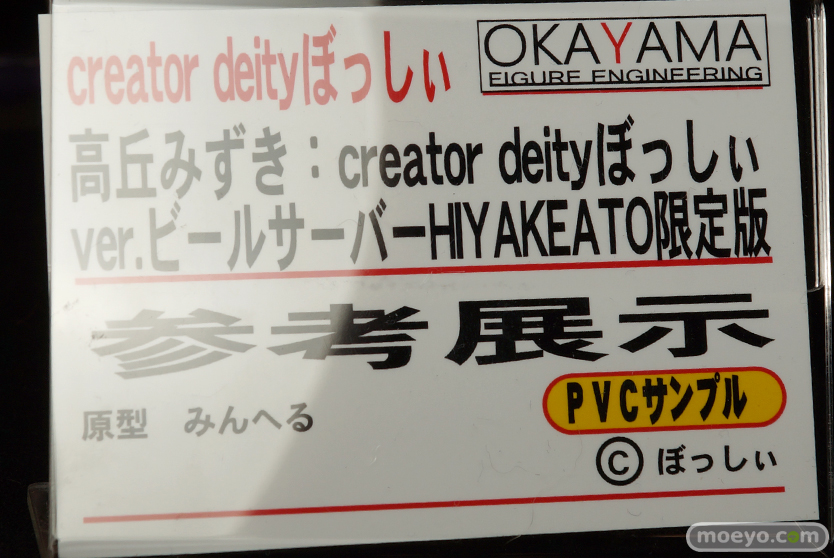 creator deityぼっしぃ
OKAYAMA
FIGURE ENGINEERING
高丘みずき：creator deityぼっしぃ
ver.ビールサーバーHIYAKEATO限定版
参考展示
PVCサンプル
原型　みんへる
©ぼっしぃ
moeyo.com